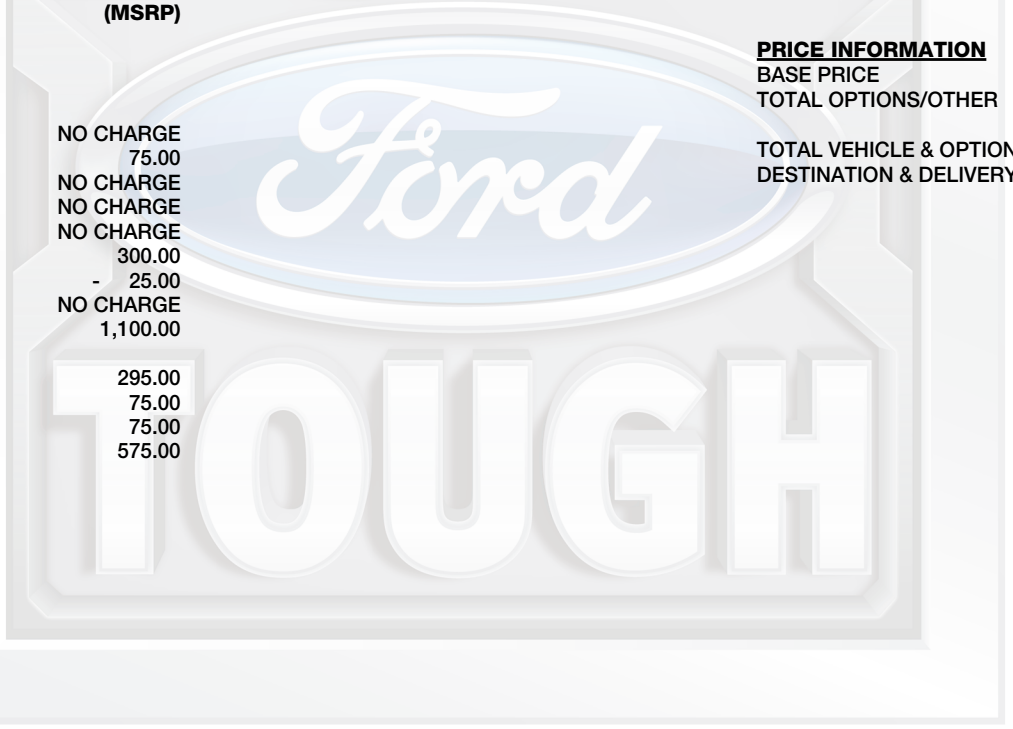 (MSRP)
NO CHARGE
75.00
NO CHARGE
NO CHARGE
NO CHARGE
300.00
- 25.00
NO CHARGE
1,100.00
295.00
75.00
75.00
575.00
PRICE INFORMATION
BASE PRICE
TOTAL OPTIONS/OTHER
TOTAL VEHICLE & OPTION
DESTINATION & DELIVERY
Ford
TOUGH